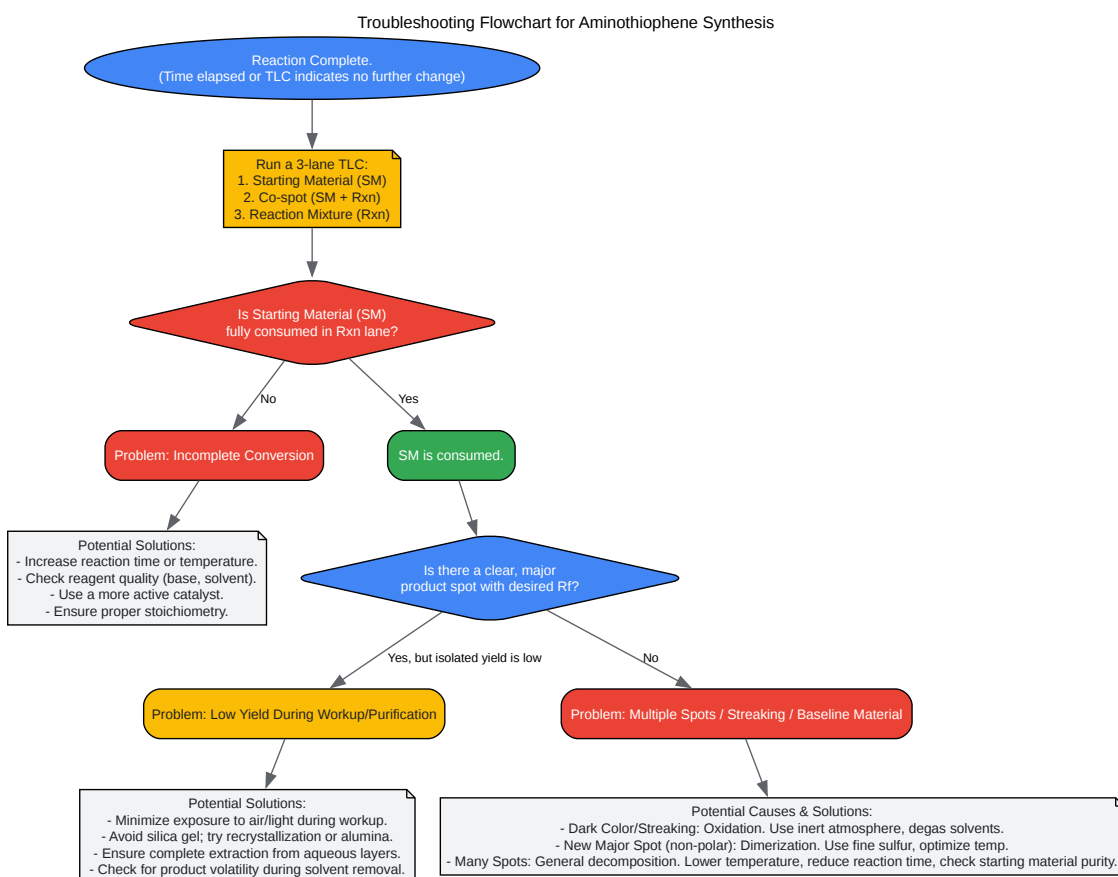 Troubleshooting Flowchart for Aminothiophene Synthesis
Reaction Complete.
(Time elapsed or TLC indicates no further change)
Run a 3-lane TLC:
1. Starting Material (SM)
2. Co-spot (SM + Rxn)
3. Reaction Mixture (Rxn)
Is Starting Material (SM)
fully consumed in Rxn lane?
No
Yes
Problem: Incomplete Conversion
SM is consumed.
Potential Solutions:
- Increase reaction time or temperature.
- Check reagent quality (base, solvent).
- Use a more active catalyst.
- Ensure proper stoichiometry.
Is there a clear, major
product spot with desired Rf?
Yes, but isolated yield is low
No
Problem: Low Yield During Workup/Purification
Problem: Multiple Spots / Streaking / Baseline Material
Potential Solutions:
- Minimize exposure to air/light during workup.
- Avoid silica gel; try recrystallization or alumina.
- Ensure complete extraction from aqueous layers.
- Check for product volatility during solvent removal.
Potential Causes & Solutions:
- Dark Color/Streaking: Oxidation. Use inert atmosphere, degas solvents.
- New Major Spot (non-polar): Dimerization. Use fine sulfur, optimize temp.
- Many Spots: General decomposition. Lower temperature, reduce reaction time, check starting material purity.